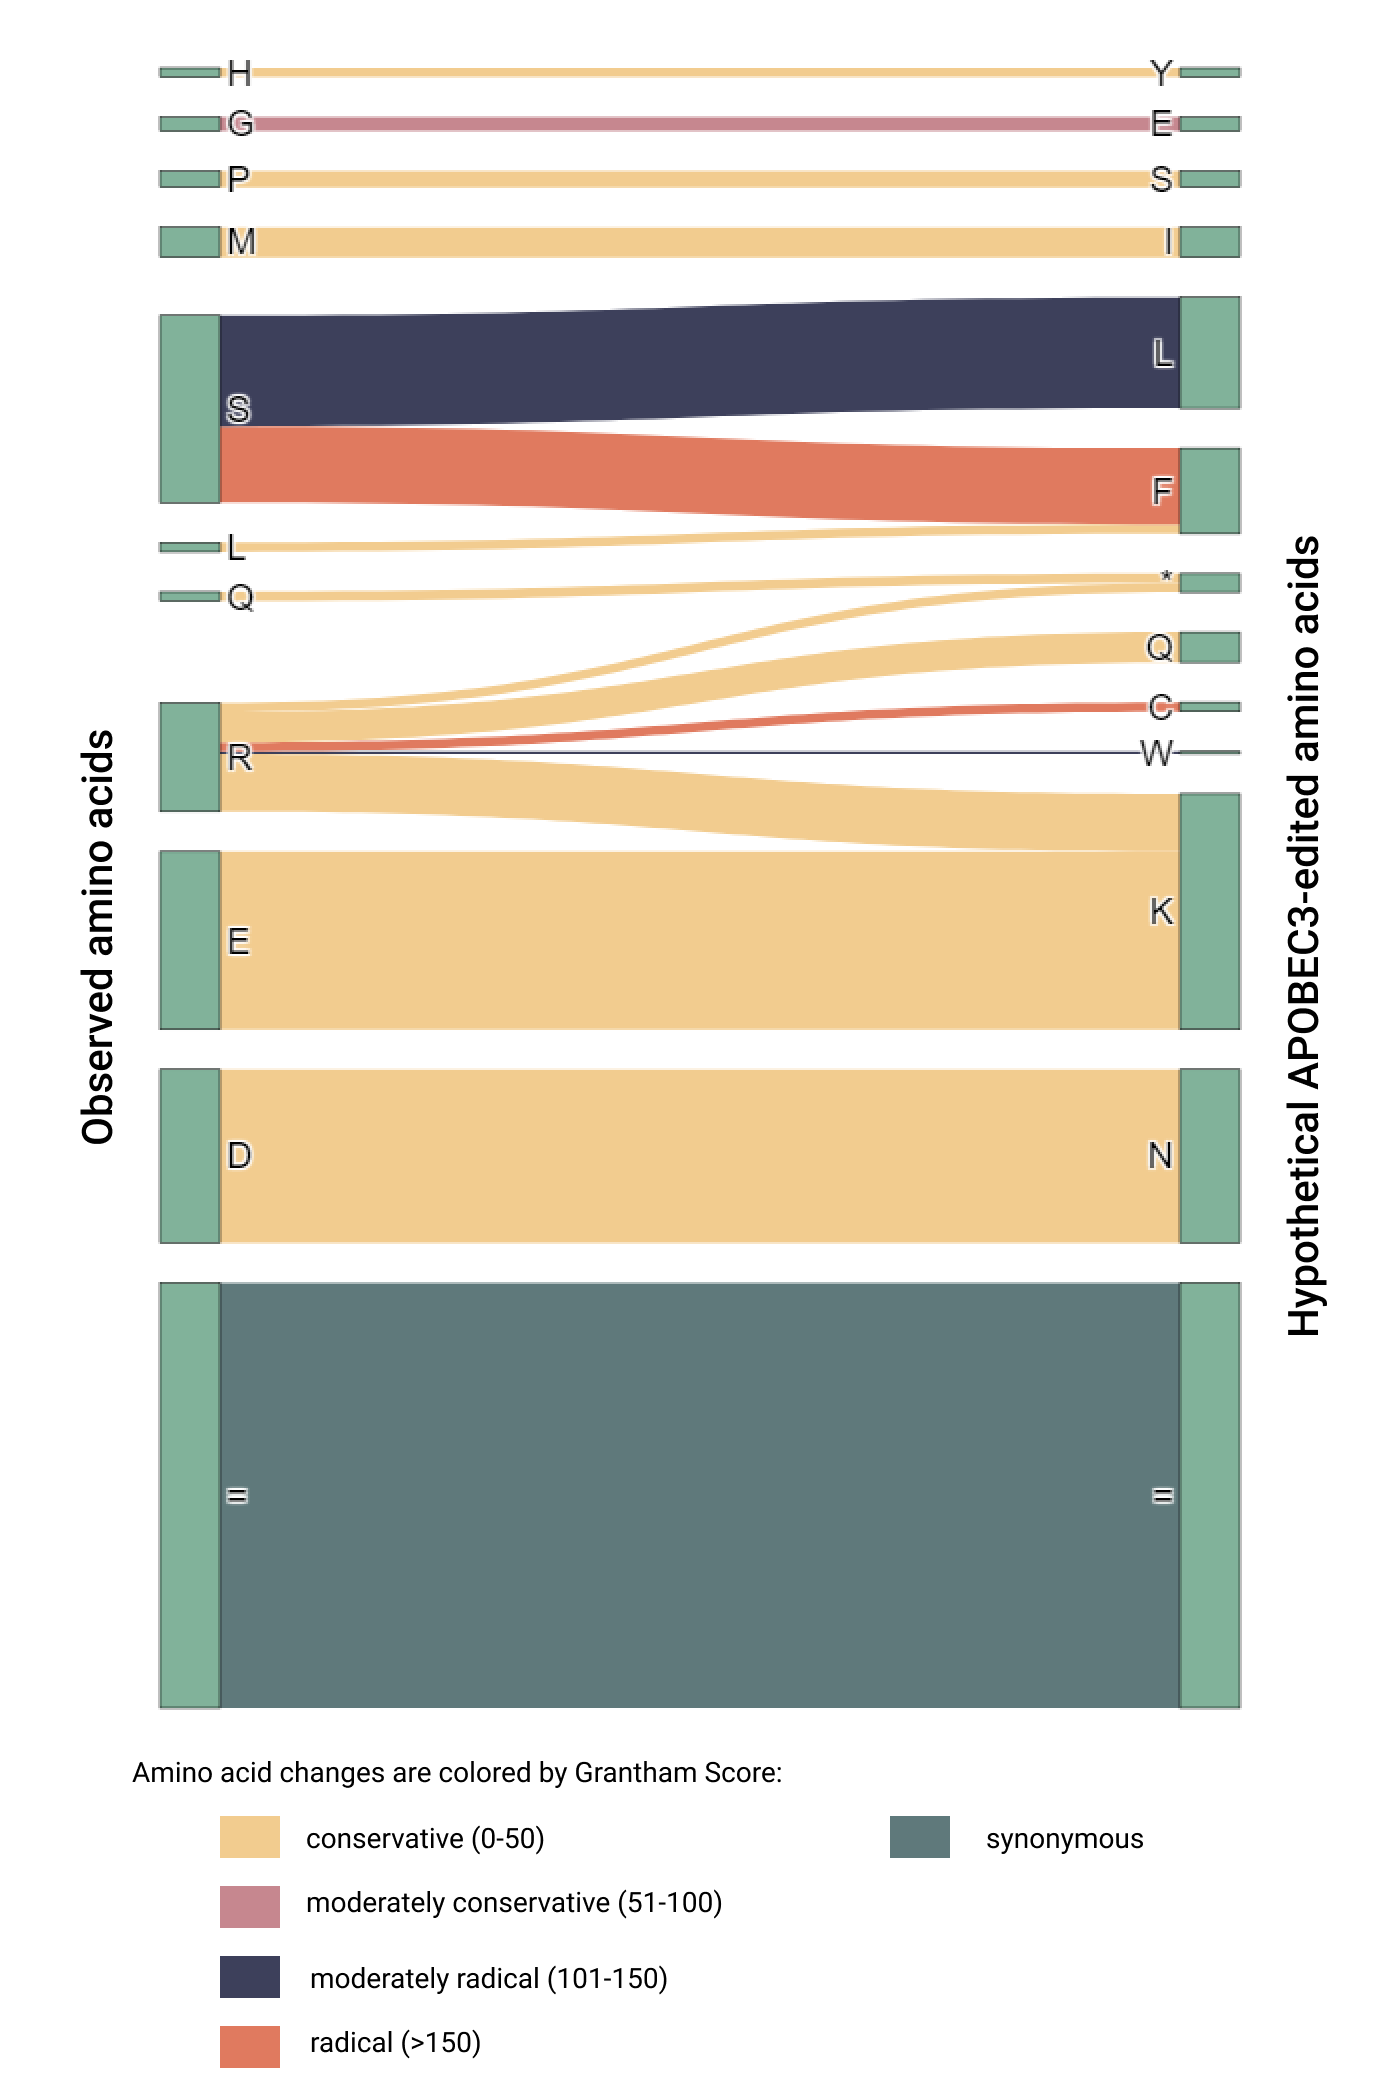 H Y
G E
P S
M I
S L
F
L
Q *
Q
C
R W
E K
D N
= =
Observed amino acids
Hypothetical APOBEC3-edited amino acids
Amino acid changes are colored by Grantham Score:
conservative (0-50)
synonymous
moderately conservative (51-100)
moderately radical (101-150)
radical (>150)